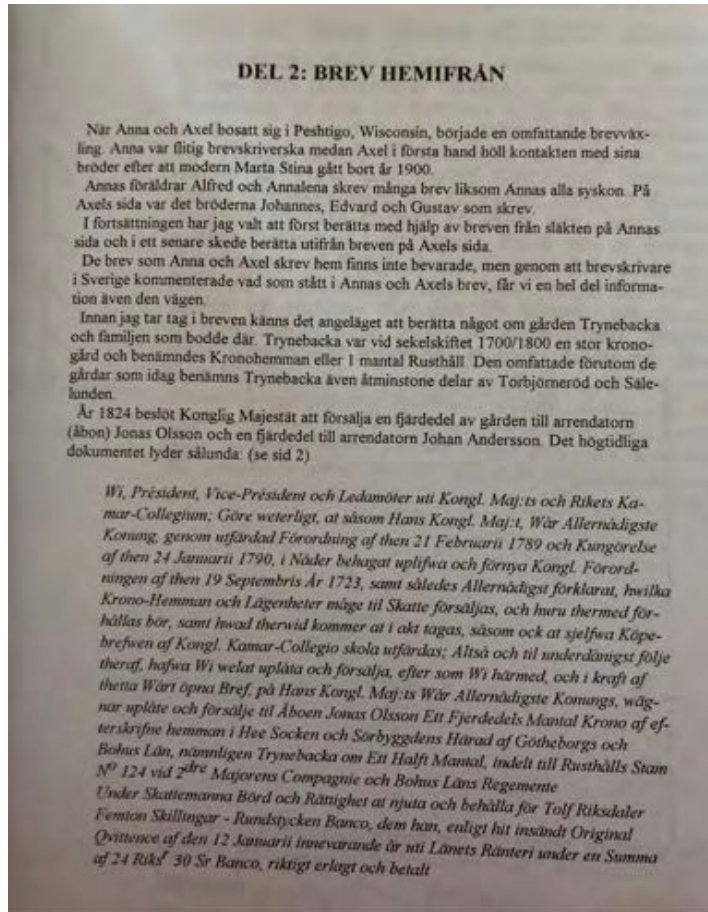 DEL 2: BREV HEMIFRÅN
När Anna och Axel bosatt sig i Peshtigo, Wisconsin, började en omfattande brevväx-
ling. Anna var flitig brevskriverska medan Axel i första hand höll kontakten med sina
bröder efter att modern Marta Stina gått bort år 1900.
Annas föräldrar Alfred och Annalena skrev många brev liksom Annas alla syskon. På
Axels sida var det bröderna Johannes, Edvard och Gustav som skrev.
I fortsättningen har jag valt att först berätta med hjälp av breven från släkten på Annas
sida och i ett senare skede berätta utifrån breven på Axels sida.
De brev som Anna och Axel skrev hem finns inte bevarade, men genom att brevskrivare
i Sverige kommenterade vad som stått i Annas och Axels brev, får vi en hel del informa-
tion även den vägen.
Innan jag tar tag i breven känns det angeläget att berätta något om gården Trynebacka
och familjen som bodde där. Trynebacka var vid sekelskiftet 1700/1800 en stor krono-
gård och benämndes Kronohemman eller 1 mantal Rusthåll. Den omfattade förutom de
gårdar som idag benämns Trynebacka även åtminstone delar av Torbjörneröd och Säle-
lunden.
År 1824 beslöt Konglig Majestät att försälja en fjärdedel av gården till arrendatorn
(åbon) Jonas Olsson och en fjärdedel till arrendatorn Johan Andersson. Det högtidliga
dokumentet lyder sålunda: (se sid 2)
Wi, Président, Vice-Président och Ledamöter uti Kongl. Maj:ts och Rikets Ka-
mar-Collegium; Göre weterligt, at såsom Hans Kongl. Maj:t, Wår Allernådigste
Konung, genom utfärdad Förordning af then 21 Februarii 1789 och Kungörelse
af then 24 Januarii 1790, i Nåder behagat uplifwa och förnya Kongl. Förord-
ningen af then 19 Septembris År 1723, samt således Allernådigst förklarat, hwilka
Krono-Hemman och Lägenheter måge til Skatte försäljas, och huru thermed för-
hållas bör, samt hwad therwid kommer at i akt tagas, såsom ock at sjelfwa Köpe-
brefwen af Kongl. Kamar-Collegio skola utfärdas; Altså och til underdånigst följe
theraf, hafwa Wi welat uplåta och försälja, efter som Wi härmed, och i kraft af
thetta Wårt öpna Bref, på Hans Kongl. Maj:ts Wår Allernådigste Konungs, wäg-
nar uplåte och försälje til Åboen Jonas Olsson Ett Fjerdedels Mantal Krono af ef-
terskrifne hemman i Hee Socken och Sörbyggdens Härad af Götheborgs och
Bohus Län, nämnligen Trynebacka om Ett Halft Mantal, indelt till Rusthålls Stam
Nº 124 vid 2dre Majorens Compagnie och Bohus Läns Regemente
Under Skattemanna Börd och Rättighet at njuta och behålla för Tolf Riksdaler
Femton Skillingar - Rundstycken Banco, dem han, enligt hit insändt Original
Qvittence af den 12 Januarii innevarande år uti Länets Ränteri under en Summa
af 24 Riksr 30 Sr Banco, riktigt erlagt och betalt